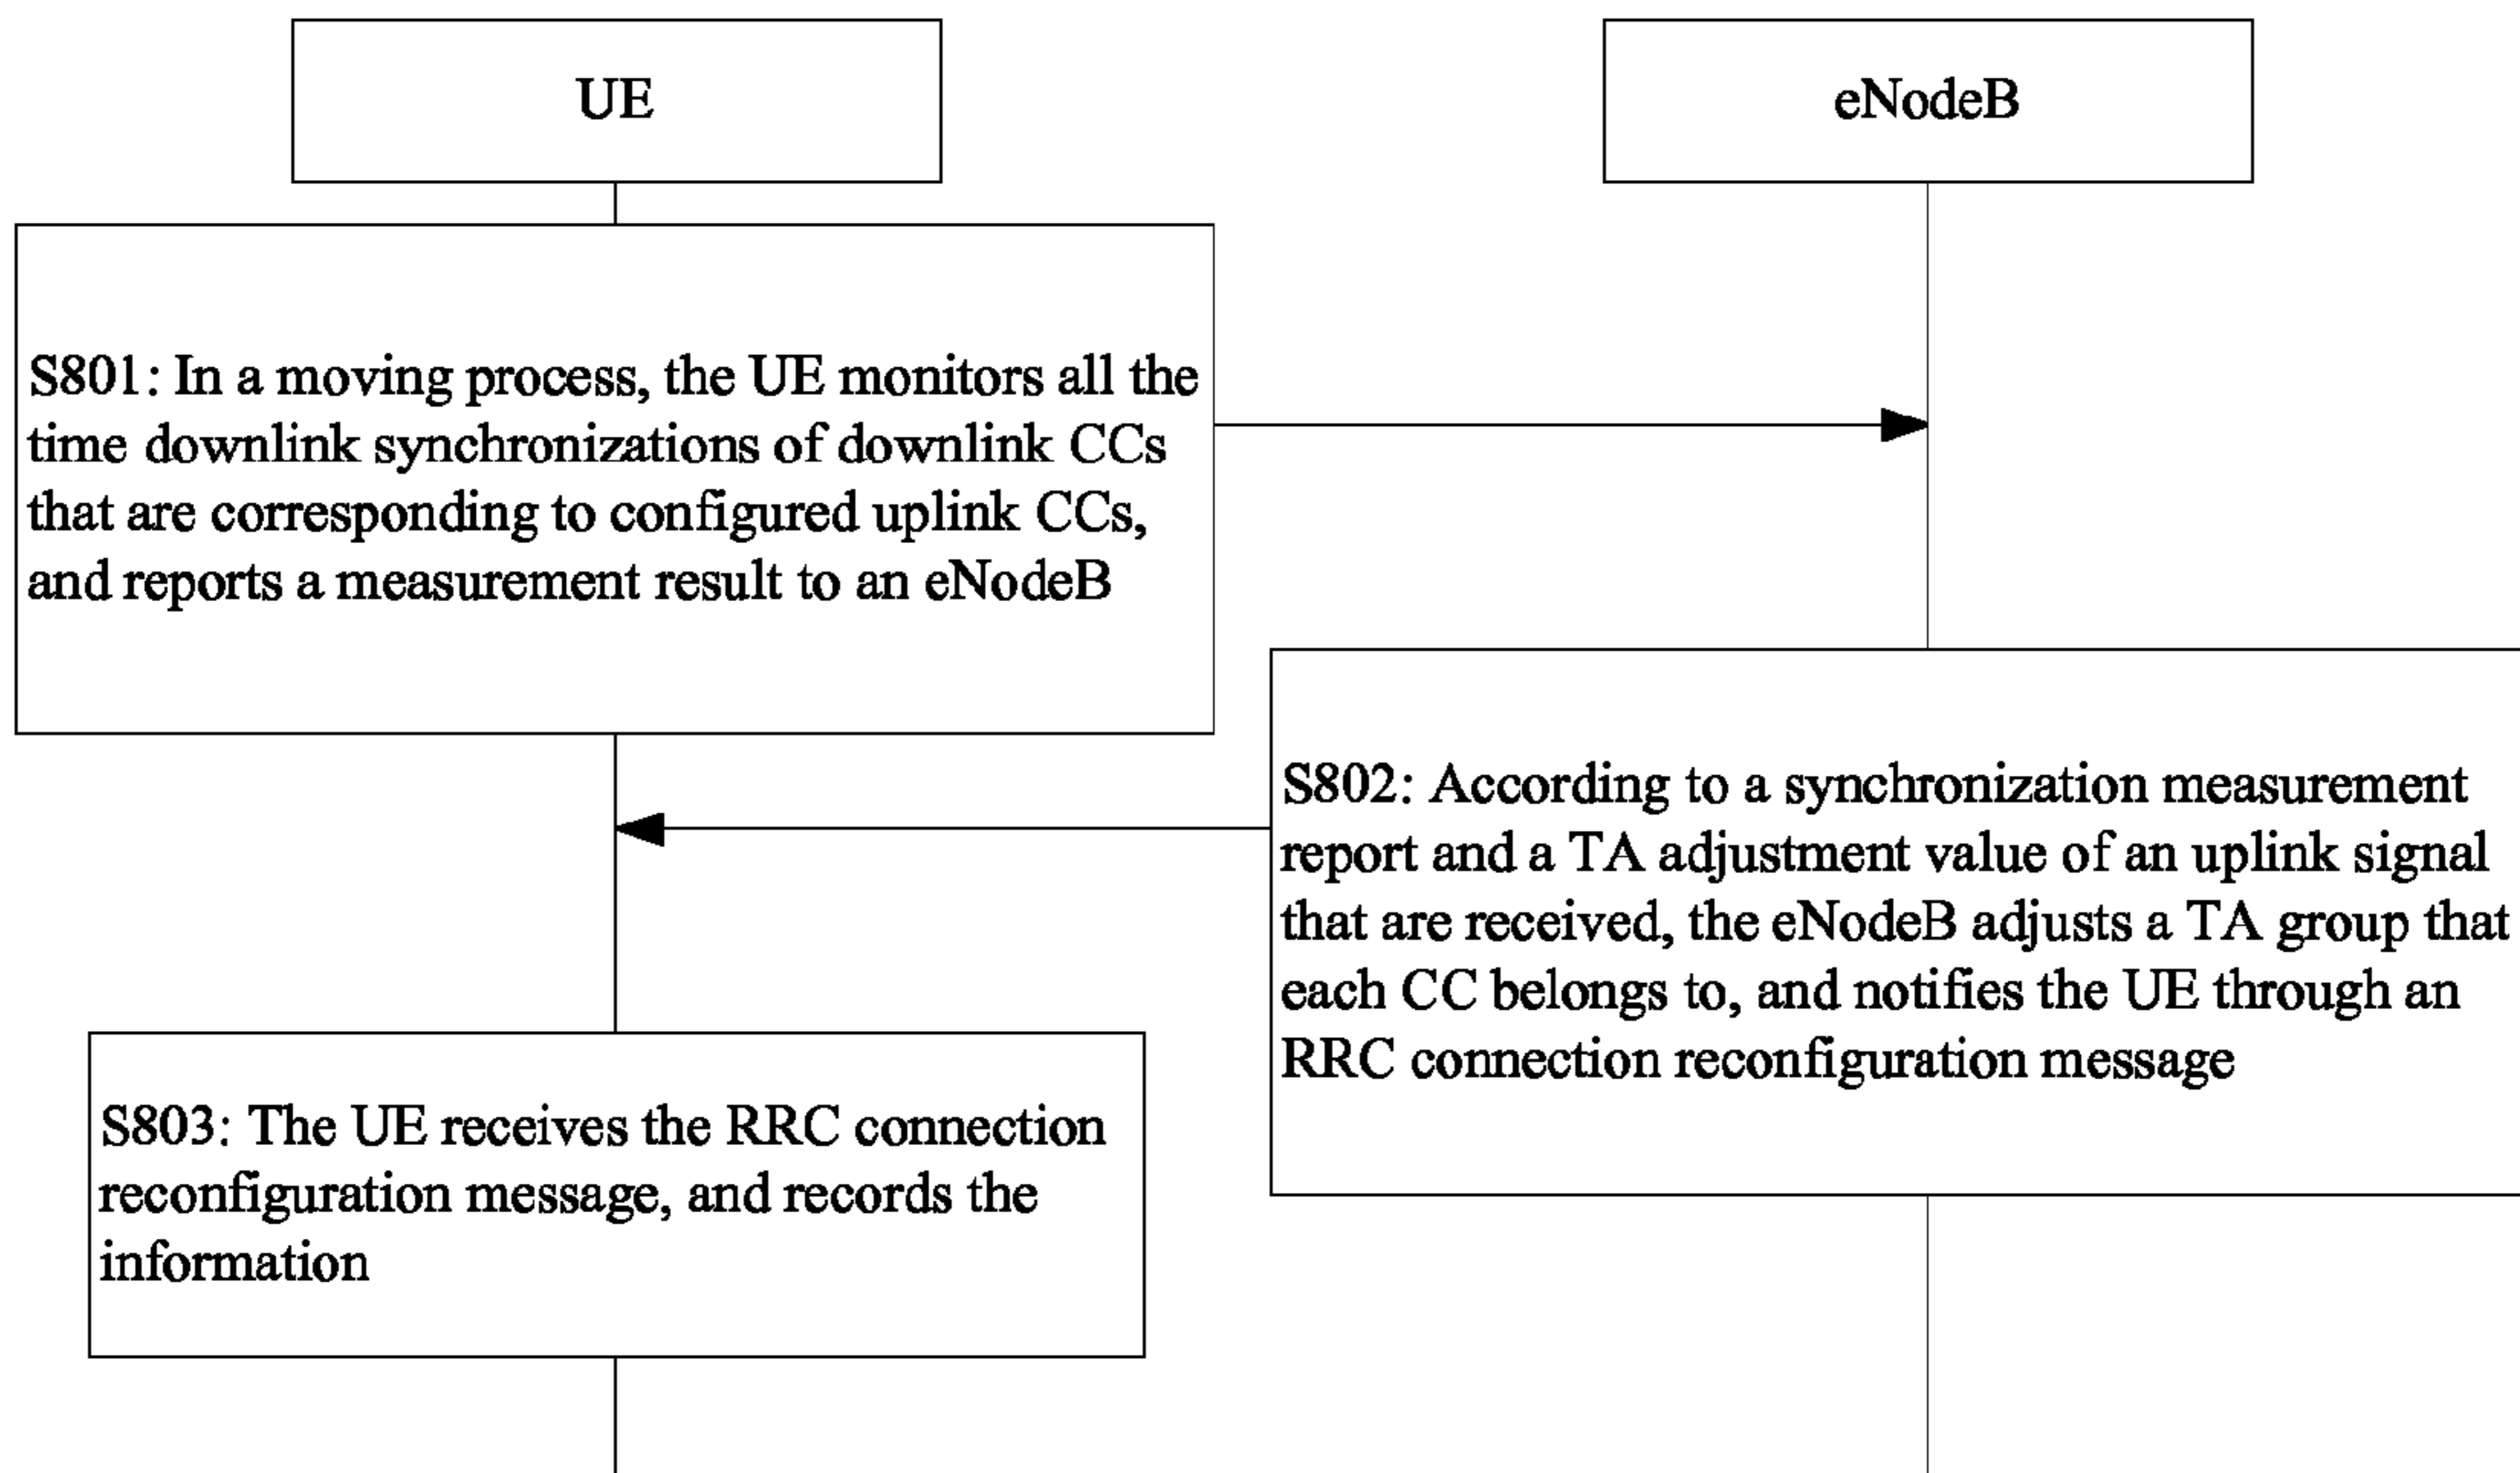 UE
eNodeB
S801: In a moving process, the UE monitors all the
time downlink synchronizations of downlink CCs
that are corresponding to configured uplink CCs,
and reports a measurement result to an eNodeB
S802: According to a synchronization measurement
report and a TA adjustment value of an uplink signal
that are received, the eNodeB adjusts a TA group that
each CC belongs to, and notifies the UE through an
RRC connection reconfiguration message
S803: The UE receives the RRC connection
reconfiguration message, and records the
information